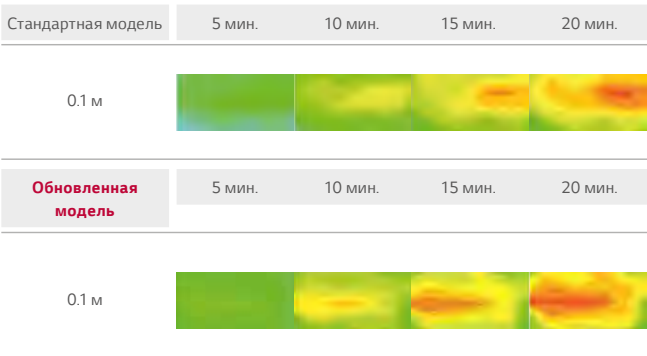 Стандартная модель 5 мин. 10 мин. 15 мин. 20 мин.
0.1 м
Обновленная 5 мин. 10 мин. 15 мин. 20 мин.
модель
0.1 м